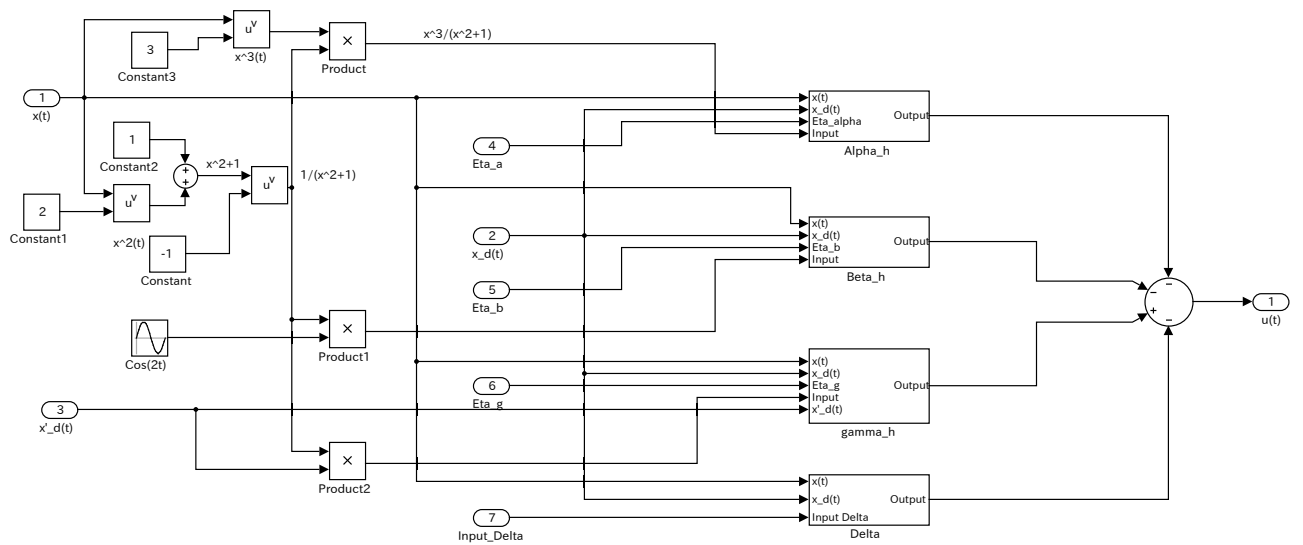 3
Constant3
u^v
x^3(t)
×
Product
x^3/(x^2+1)
1
x(t)
1
Constant2
2
Constant1
u^v
x^2(t)
+
+
x^2+1
u^v
1/(x^2+1)
-1
Constant
Cos(2t)
×
Product1
3
x'_d(t)
×
Product2
4
Eta_a
2
x_d(t)
5
Eta_b
6
Eta_g
7
Input_Delta
x(t)
x_d(t)
Eta_alpha
Input
Output
Alpha_h
x(t)
x_d(t)
Eta_b
Input
Output
Beta_h
x(t)
x_d(t)
Eta_g
Input
x'_d(t)
Output
gamma_h
x(t)
x_d(t)
Input Delta
Output
Delta
−
−
+
−
1
u(t)